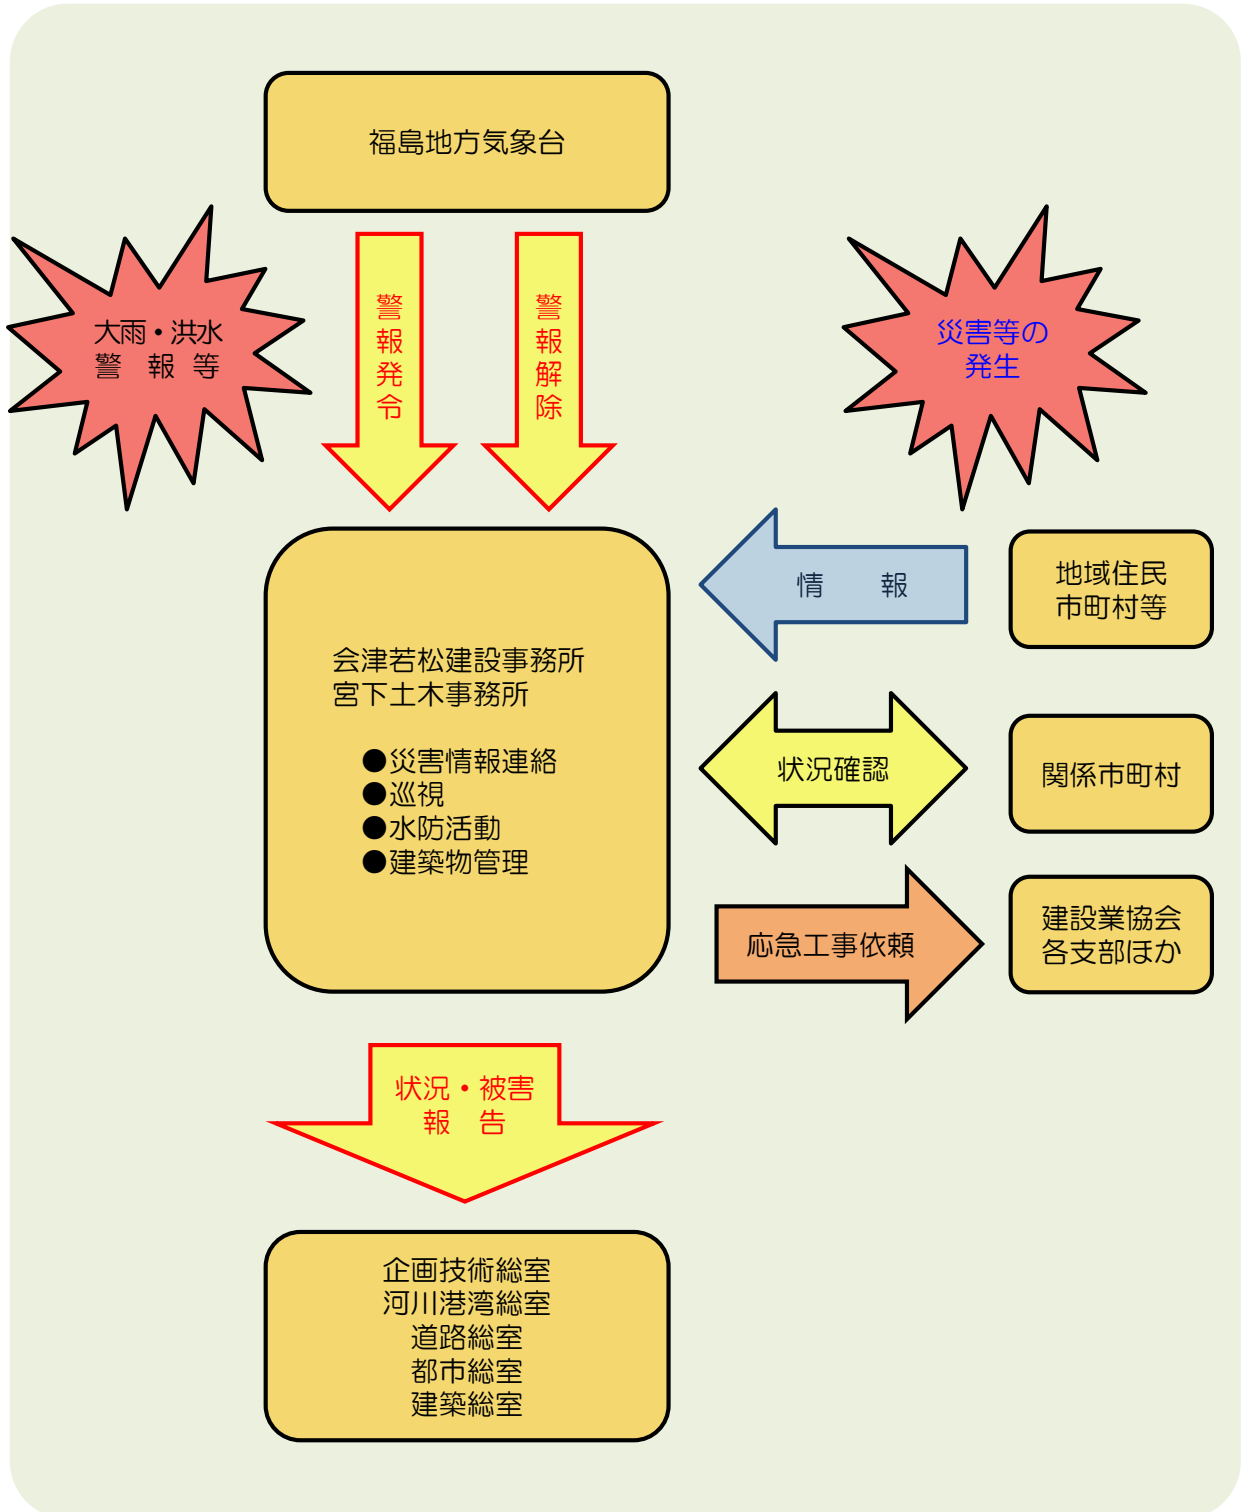 福島地方気象台
大雨・洪水
警 報 等
警報発令
警報解除
災害等の
発生
会津若松建設事務所
宮下土木事務所
●災害情報連絡
●巡視
●水防活動
●建築物管理
情 報
地域住民
市町村等
状況確認
関係市町村
応急工事依頼
建設業協会
各支部ほか
状況・被害
報 告
企画技術総室
河川港湾総室
道路総室
都市総室
建築総室